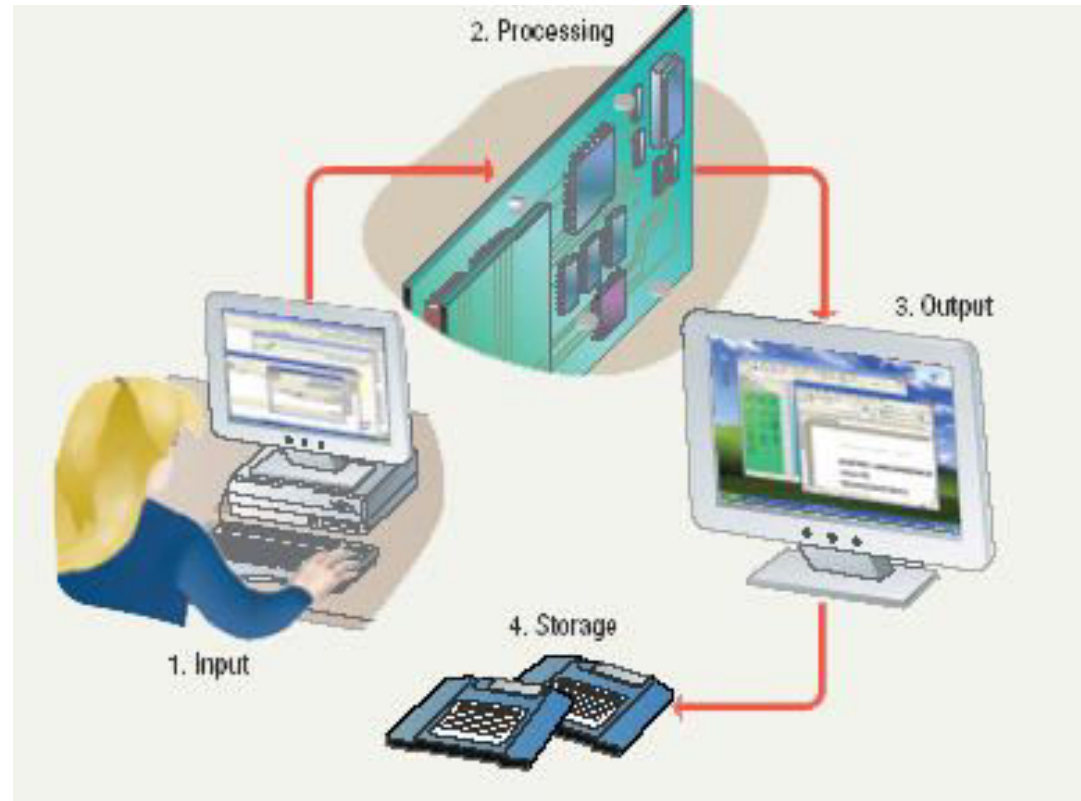 2. Processing
3. Output
4. Storage
1. Input